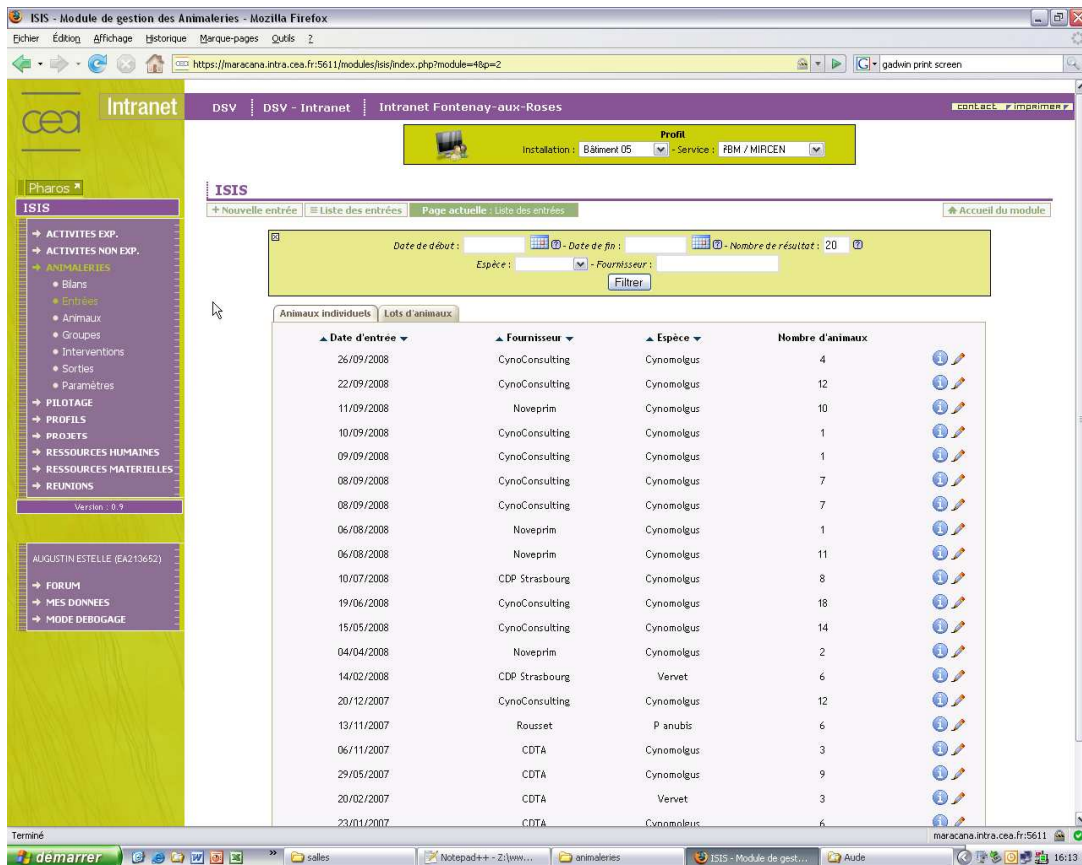 ISIS - Module de gestion des Animaleries - Mozilla Firefox
Fichier Édition Affichage Historique Marque-pages Outils ?
https://maracana.intra.cea.fr:5611/modules/isis/index.php?module=48&p=2
gadwin print screen
cea
Intranet
DSV DSV - Intranet Intranet Fontenay-aux-Roses
contact imprimer
Profil
Installation : Bâtiment 05 - Service : I²BM / MIRCEN
Pharos
ISIS
ISIS
+ Nouvelle entrée Liste des entrées Page actuelle : Liste des entrées Accueil du module
ACTIVITES EXP.
ACTIVITES NON EXP.
ANIMALERIES
Bilans
Entrées
Animaux
Groupes
Interventions
Sorties
Paramètres
PILOTAGE
PROFILS
PROJETS
RESSOURCES HUMAINES
RESSOURCES MATERIELLES
REUNIONS
Version : 0.9
AUGUSTIN ESTELLE (EA213652)
FORUM
MES DONNEES
MODE DEBOGAGE
Date de début : - Date de fin : - Nombre de résultat : 20
Espèce : - Fournisseur :
Filtrer
Animaux individuels Lots d'animaux
Date d'entrée Fournisseur Espèce Nombre d'animaux
26/09/2008 CynoConsulting Cynomolgus 4
22/09/2008 CynoConsulting Cynomolgus 12
11/09/2008 Noveprim Cynomolgus 10
10/09/2008 CynoConsulting Cynomolgus 1
09/09/2008 CynoConsulting Cynomolgus 1
08/09/2008 CynoConsulting Cynomolgus 7
08/09/2008 CynoConsulting Cynomolgus 7
06/08/2008 Noveprim Cynomolgus 1
06/08/2008 Noveprim Cynomolgus 11
10/07/2008 CDP Strasbourg Cynomolgus 8
19/06/2008 CynoConsulting Cynomolgus 18
15/05/2008 CynoConsulting Cynomolgus 14
04/04/2008 Noveprim Cynomolgus 2
14/02/2008 CDP Strasbourg Vervet 6
20/12/2007 CynoConsulting Cynomolgus 12
13/11/2007 Rousset P anubis 6
06/11/2007 CDTA Cynomolgus 3
29/05/2007 CDTA Cynomolgus 9
20/02/2007 CDTA Vervet 3
23/01/2007 CDTA Cynomolgus 6
Terminé
maracana.intra.cea.fr:5611
démarrer
salles
Notepad++ - Z:\ww...
animaleries
ISIS - Module de gest...
Aude
16:13